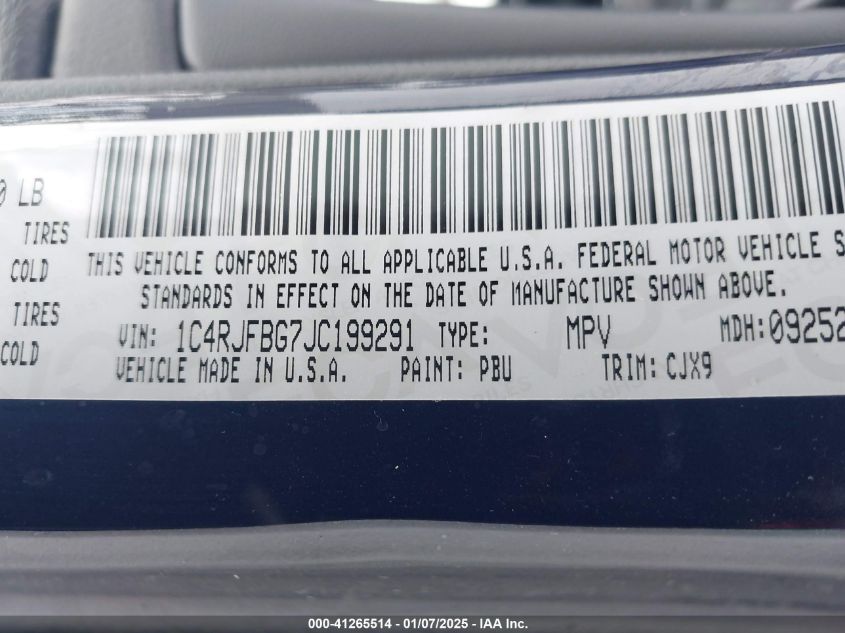 0 LB
TIRES
COLD
TIRES
COLD
THIS VEHICLE CONFORMS TO ALL APPLICABLE U.S.A. FEDERAL MOTOR VEHICLE S
STANDARDS IN EFFECT ON THE DATE OF MANUFACTURE SHOWN ABOVE.
VIN: 1C4RJFBG7JC199291 TYPE: MPV MDH:09252
VEHICLE MADE IN U.S.A. PAINT: PBU TRIM: CJX9
000-41265514 - 01/07/2025 - IAA Inc.